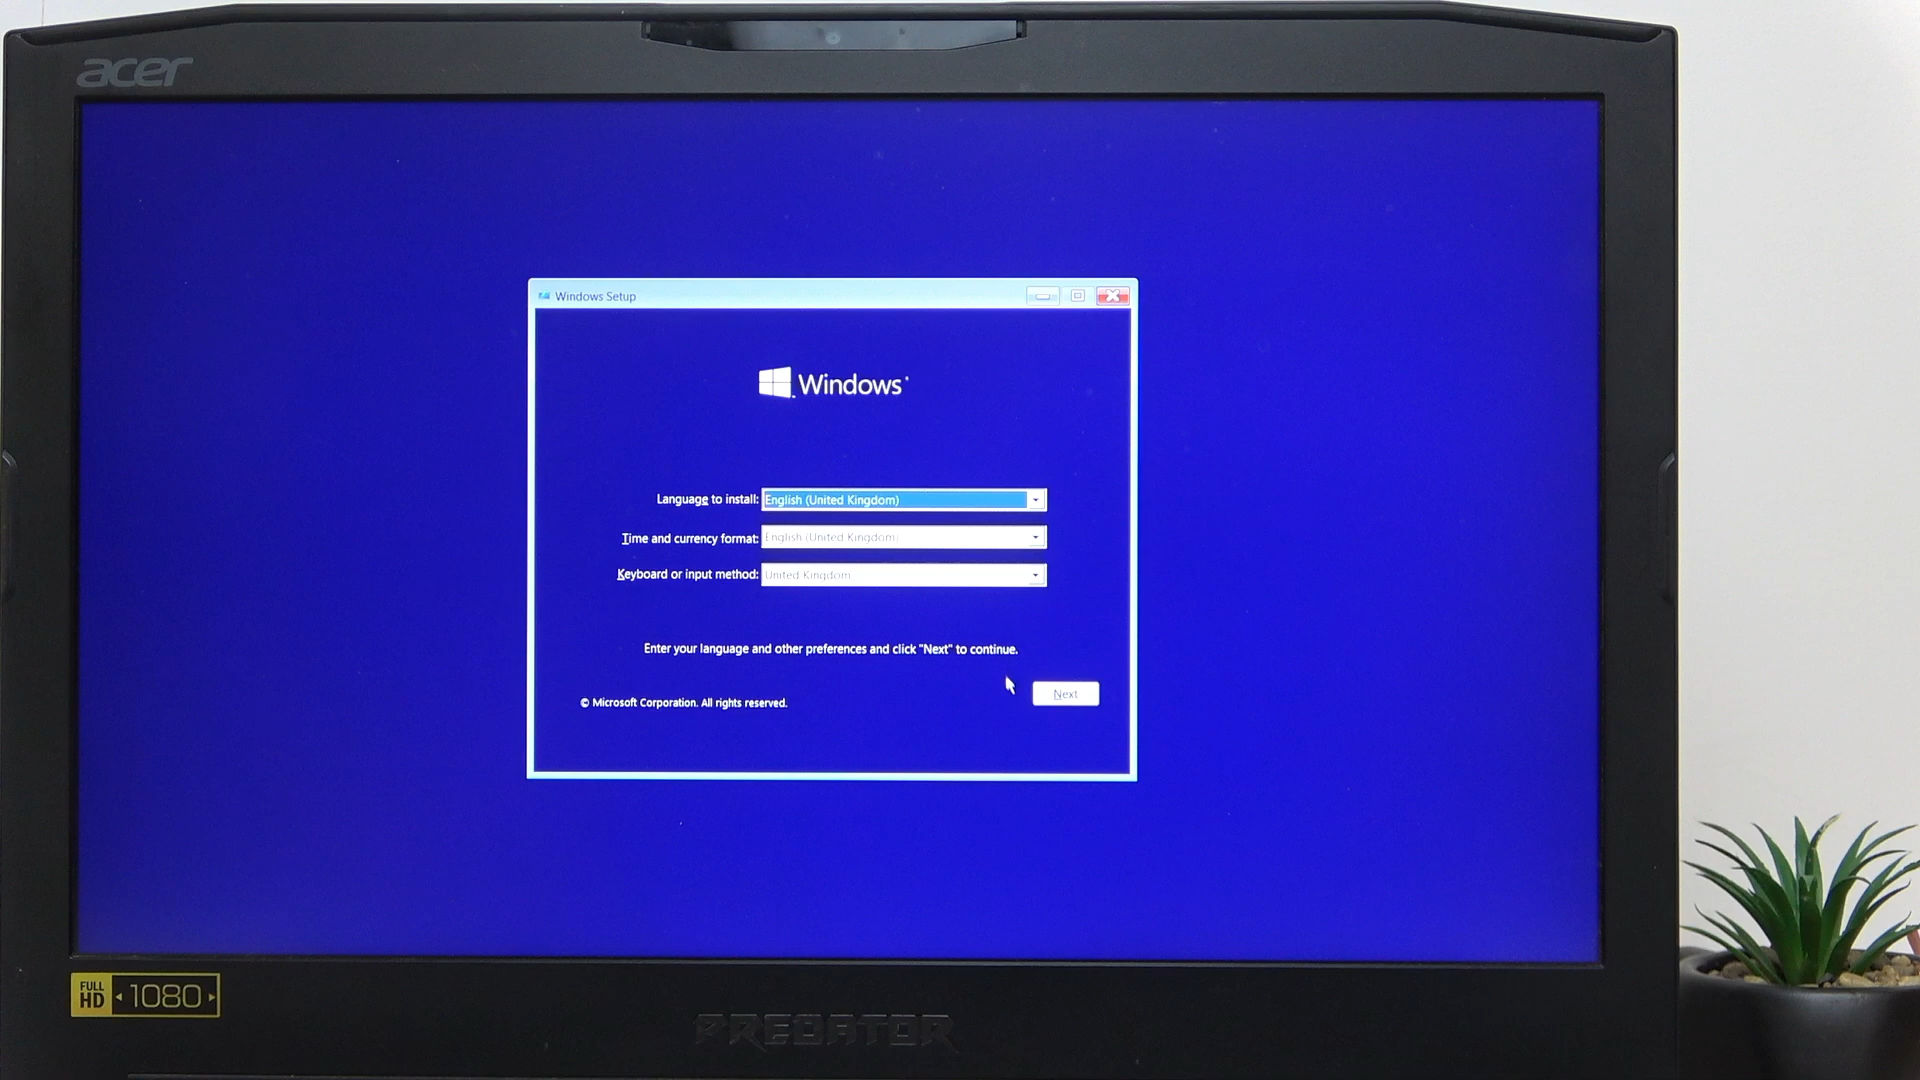 acer
Windows Setup
Windows
Language to install: English (United Kingdom)
Time and currency format: English (United Kingdom)
Keyboard or input method: United Kingdom
Enter your language and other preferences and click "Next" to continue.
Next
© Microsoft Corporation. All rights reserved.
FULL HD 1080
PREDATOR